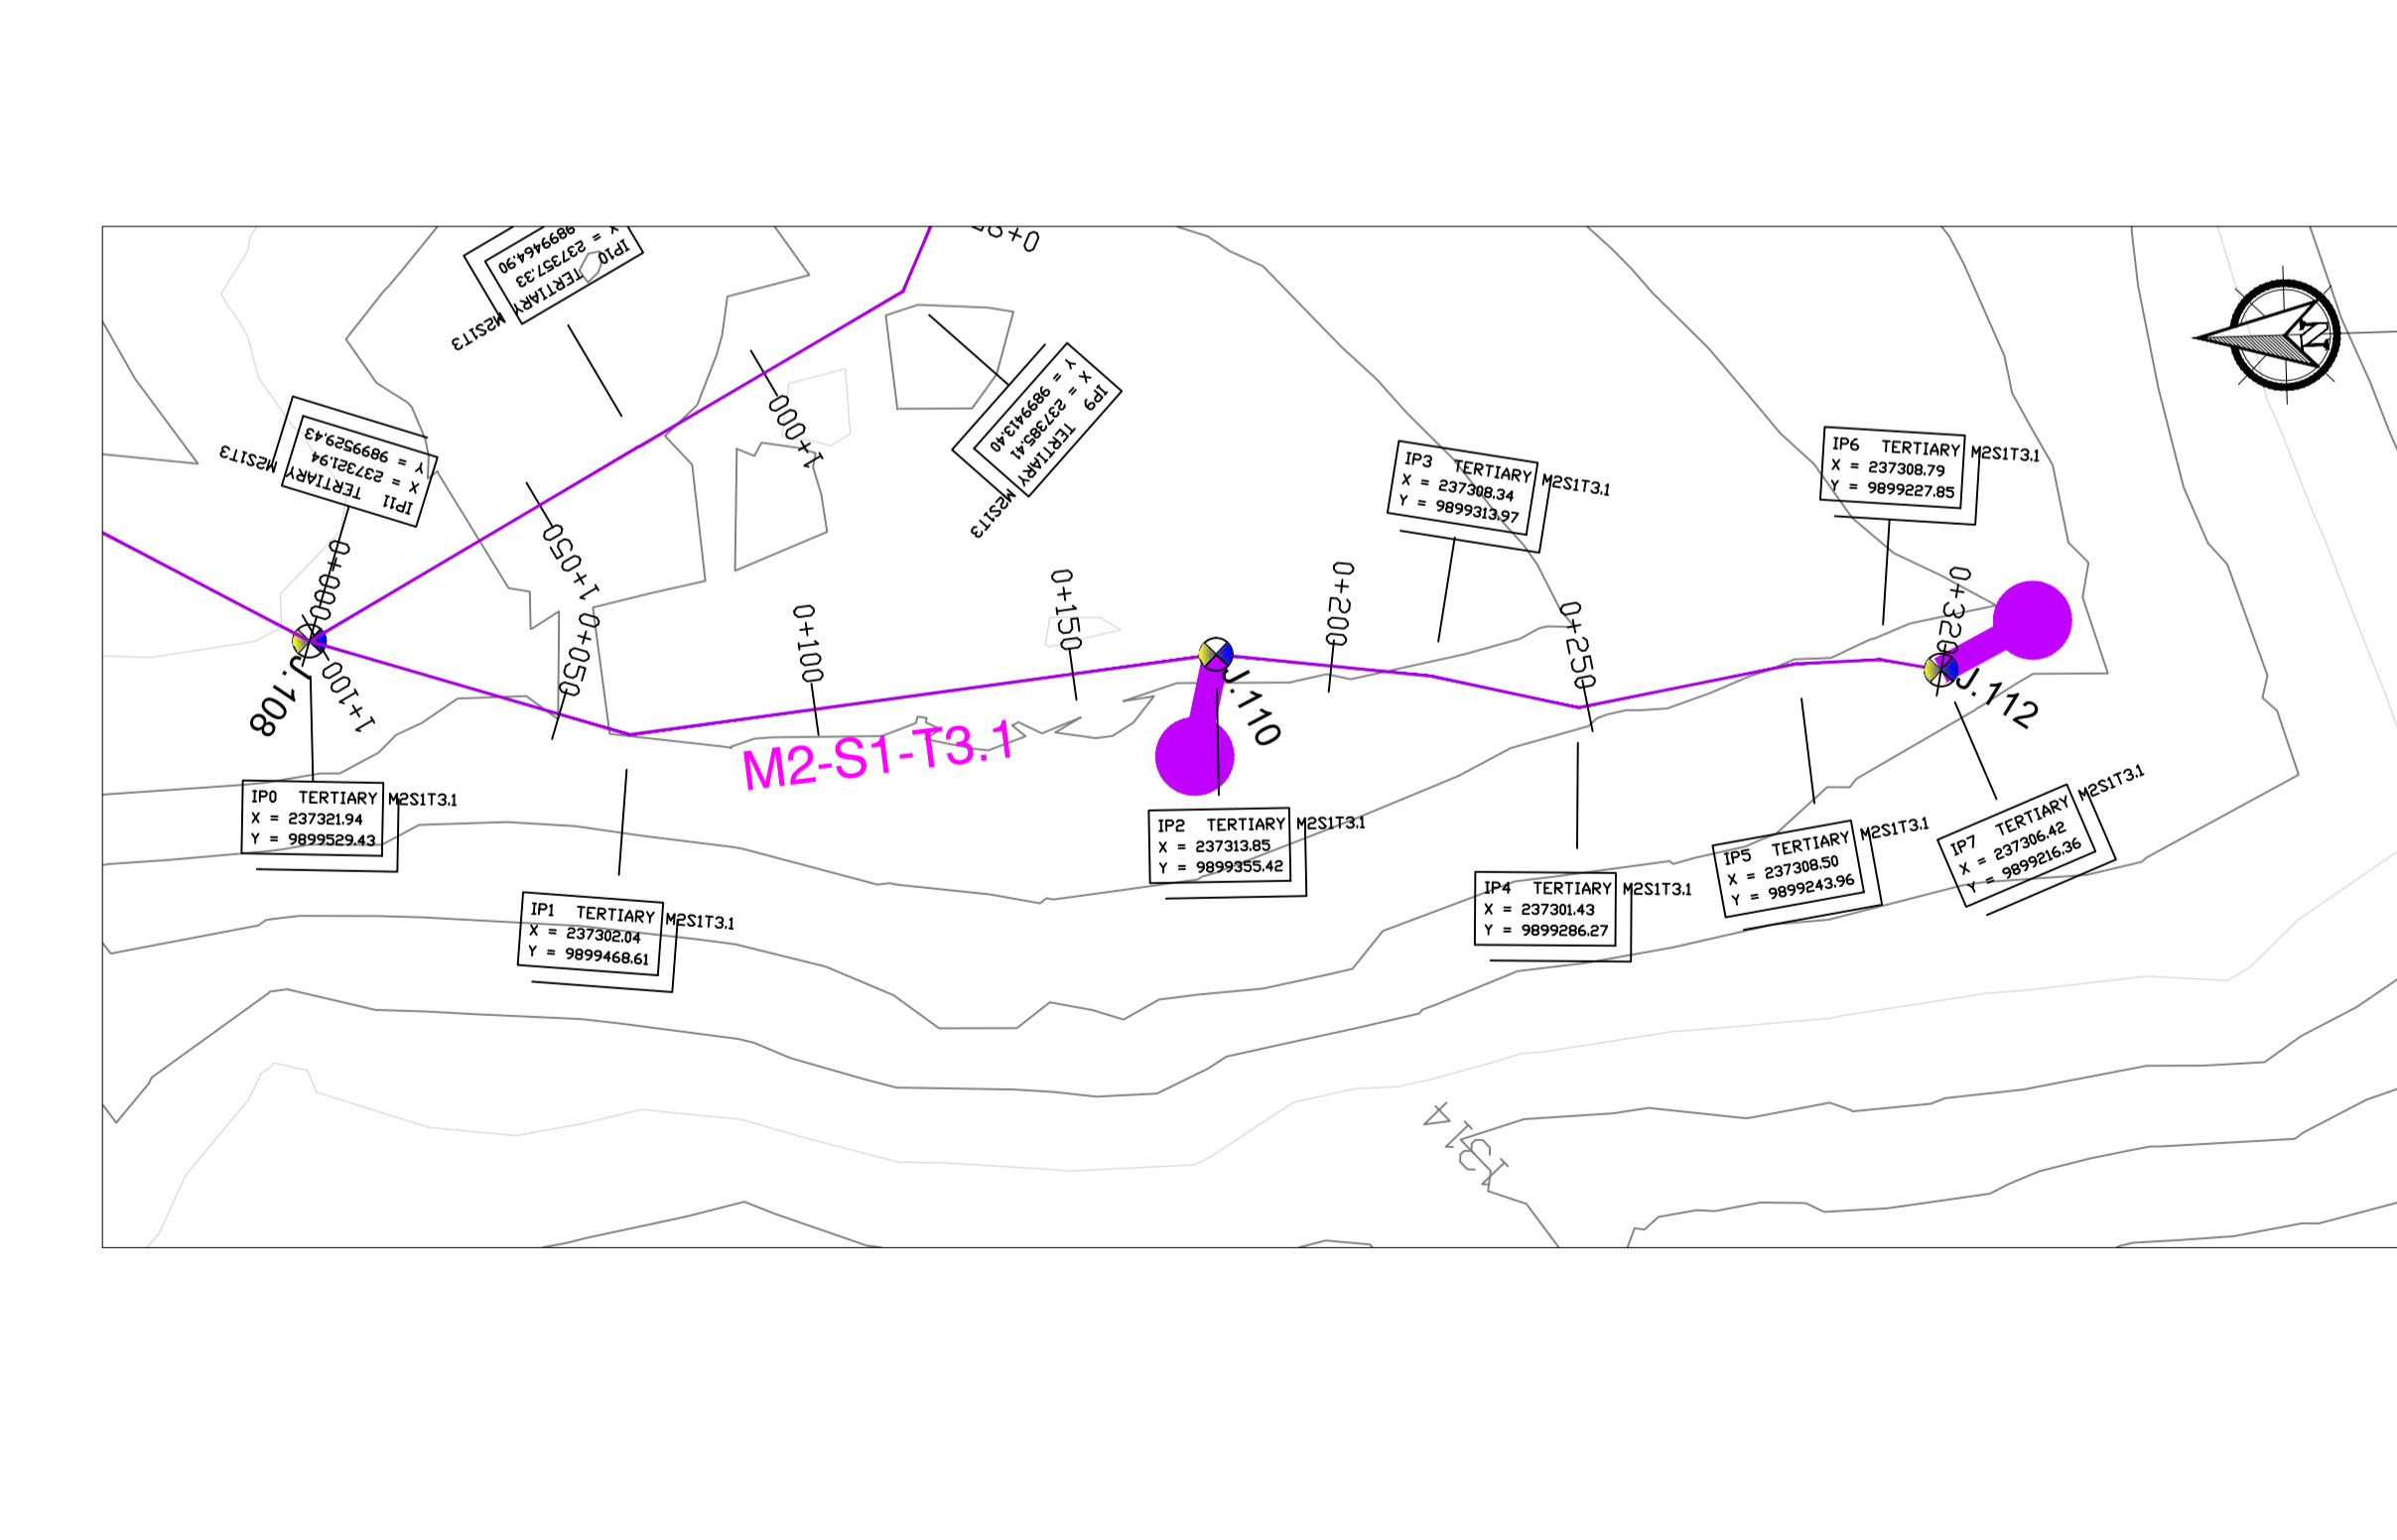 0+95
IP10 TERTIARY M2S1T3
X = 237357.33
Y = 9899464.90
IP11 TERTIARY M2S1T3
X = 237321.94
Y = 9899529.43
1+000
IP9 TERTIARY M2S1T3
X = 237385.41
Y = 9899413.40
N
IP3 TERTIARY M2S1T3.1
X = 237308.34
Y = 9899313.97
IP6 TERTIARY M2S1T3.1
X = 237308.79
Y = 9899227.85
0+000
1+050
0+050
0+100
0+150
0+200
0+250
0+320
J.108
1+100
J.110
J.112
M2-S1-T3.1
IP0 TERTIARY M2S1T3.1
X = 237321.94
Y = 9899529.43
IP1 TERTIARY M2S1T3.1
X = 237302.04
Y = 9899468.61
IP2 TERTIARY M2S1T3.1
X = 237313.85
Y = 9899355.42
IP4 TERTIARY M2S1T3.1
X = 237301.43
Y = 9899286.27
IP5 TERTIARY M2S1T3.1
X = 237308.50
Y = 9899243.96
IP7 TERTIARY M2S1T3.1
X = 237306.42
Y = 9899216.36
1314